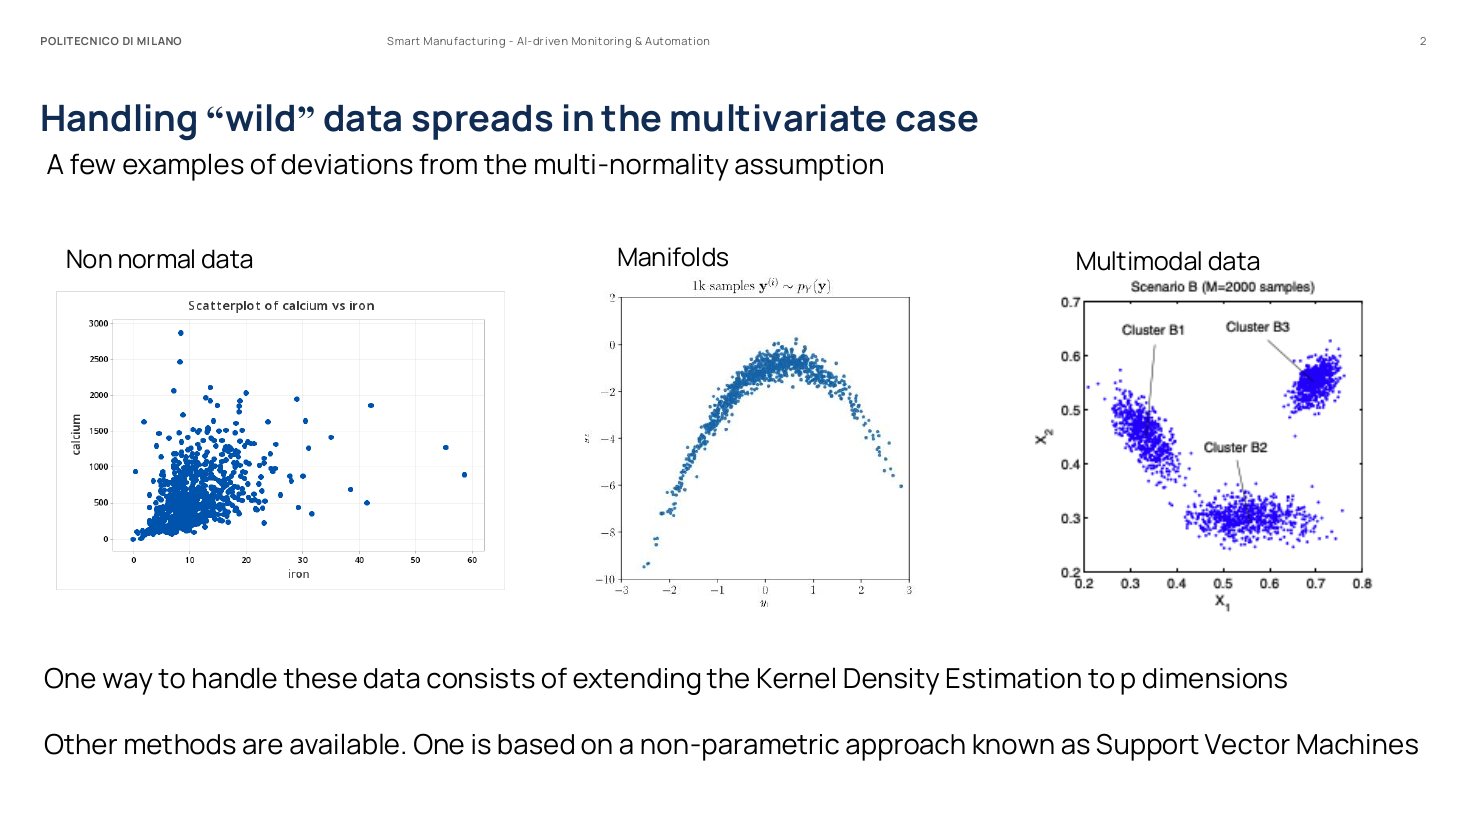 POLITECNICO DI MILANO
Smart Manufacturing - AI-driven Monitoring & Automation
2
Handling “wild” data spreads in the multivariate case
A few examples of deviations from the multi-normality assumption
Non normal data
Scatterplot of calcium vs iron
3000
2500
2000
1500
1000
500
0
calcium
0 10 20 30 40 50 60
iron
Manifolds
1k samples y⁽ⁱ⁾ ∼ p_Y(y)
2
0
−2
−4
−6
−8
−10
−3 −2 −1 0 1 2 3
y₁
Multimodal data
Scenario B (M=2000 samples)
Cluster B1
Cluster B3
Cluster B2
0.7
0.6
0.5
0.4
0.3
0.2
X₂
0.2 0.3 0.4 0.5 0.6 0.7 0.8
X₁
One way to handle these data consists of extending the Kernel Density Estimation to p dimensions
Other methods are available. One is based on a non-parametric approach known as Support Vector Machines